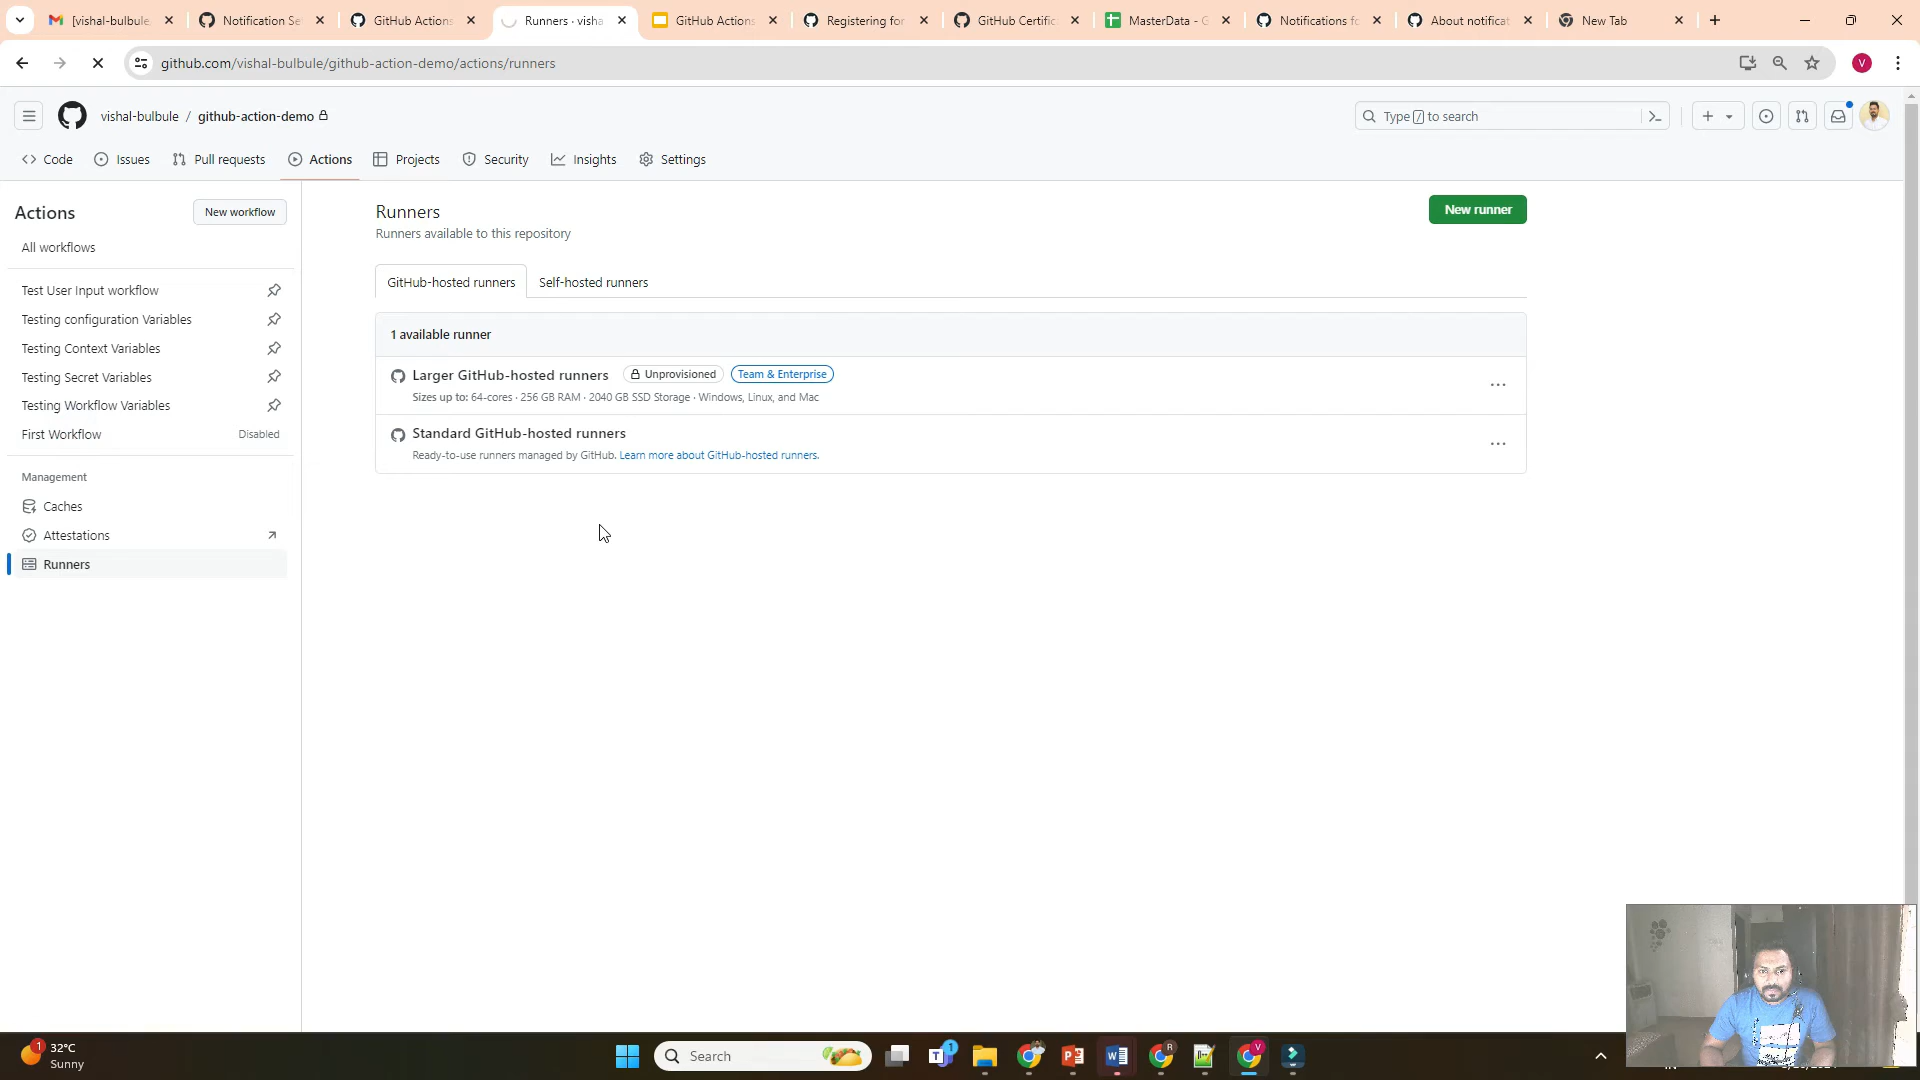 [vishal-bulbule
Notification Se
GitHub Actions
Runners · visha
GitHub Actions
Registering for
GitHub Certific
MasterData - G
Notifications fo
About notificat
New Tab
github.com/vishal-bulbule/github-action-demo/actions/runners
V
vishal-bulbule / github-action-demo
Type / to search
Code
Issues
Pull requests
Actions
Projects
Security
Insights
Settings
Actions
New workflow
All workflows
Test User Input workflow
Testing configuration Variables
Testing Context Variables
Testing Secret Variables
Testing Workflow Variables
First Workflow Disabled
Management
Caches
Attestations
Runners
Runners
Runners available to this repository
New runner
GitHub-hosted runners
Self-hosted runners
1 available runner
Larger GitHub-hosted runners Unprovisioned Team & Enterprise
Sizes up to: 64-cores · 256 GB RAM · 2040 GB SSD Storage · Windows, Linux, and Mac
Standard GitHub-hosted runners
Ready-to-use runners managed by GitHub. Learn more about GitHub-hosted runners.
1
32°C
Sunny
Search
1
R
V